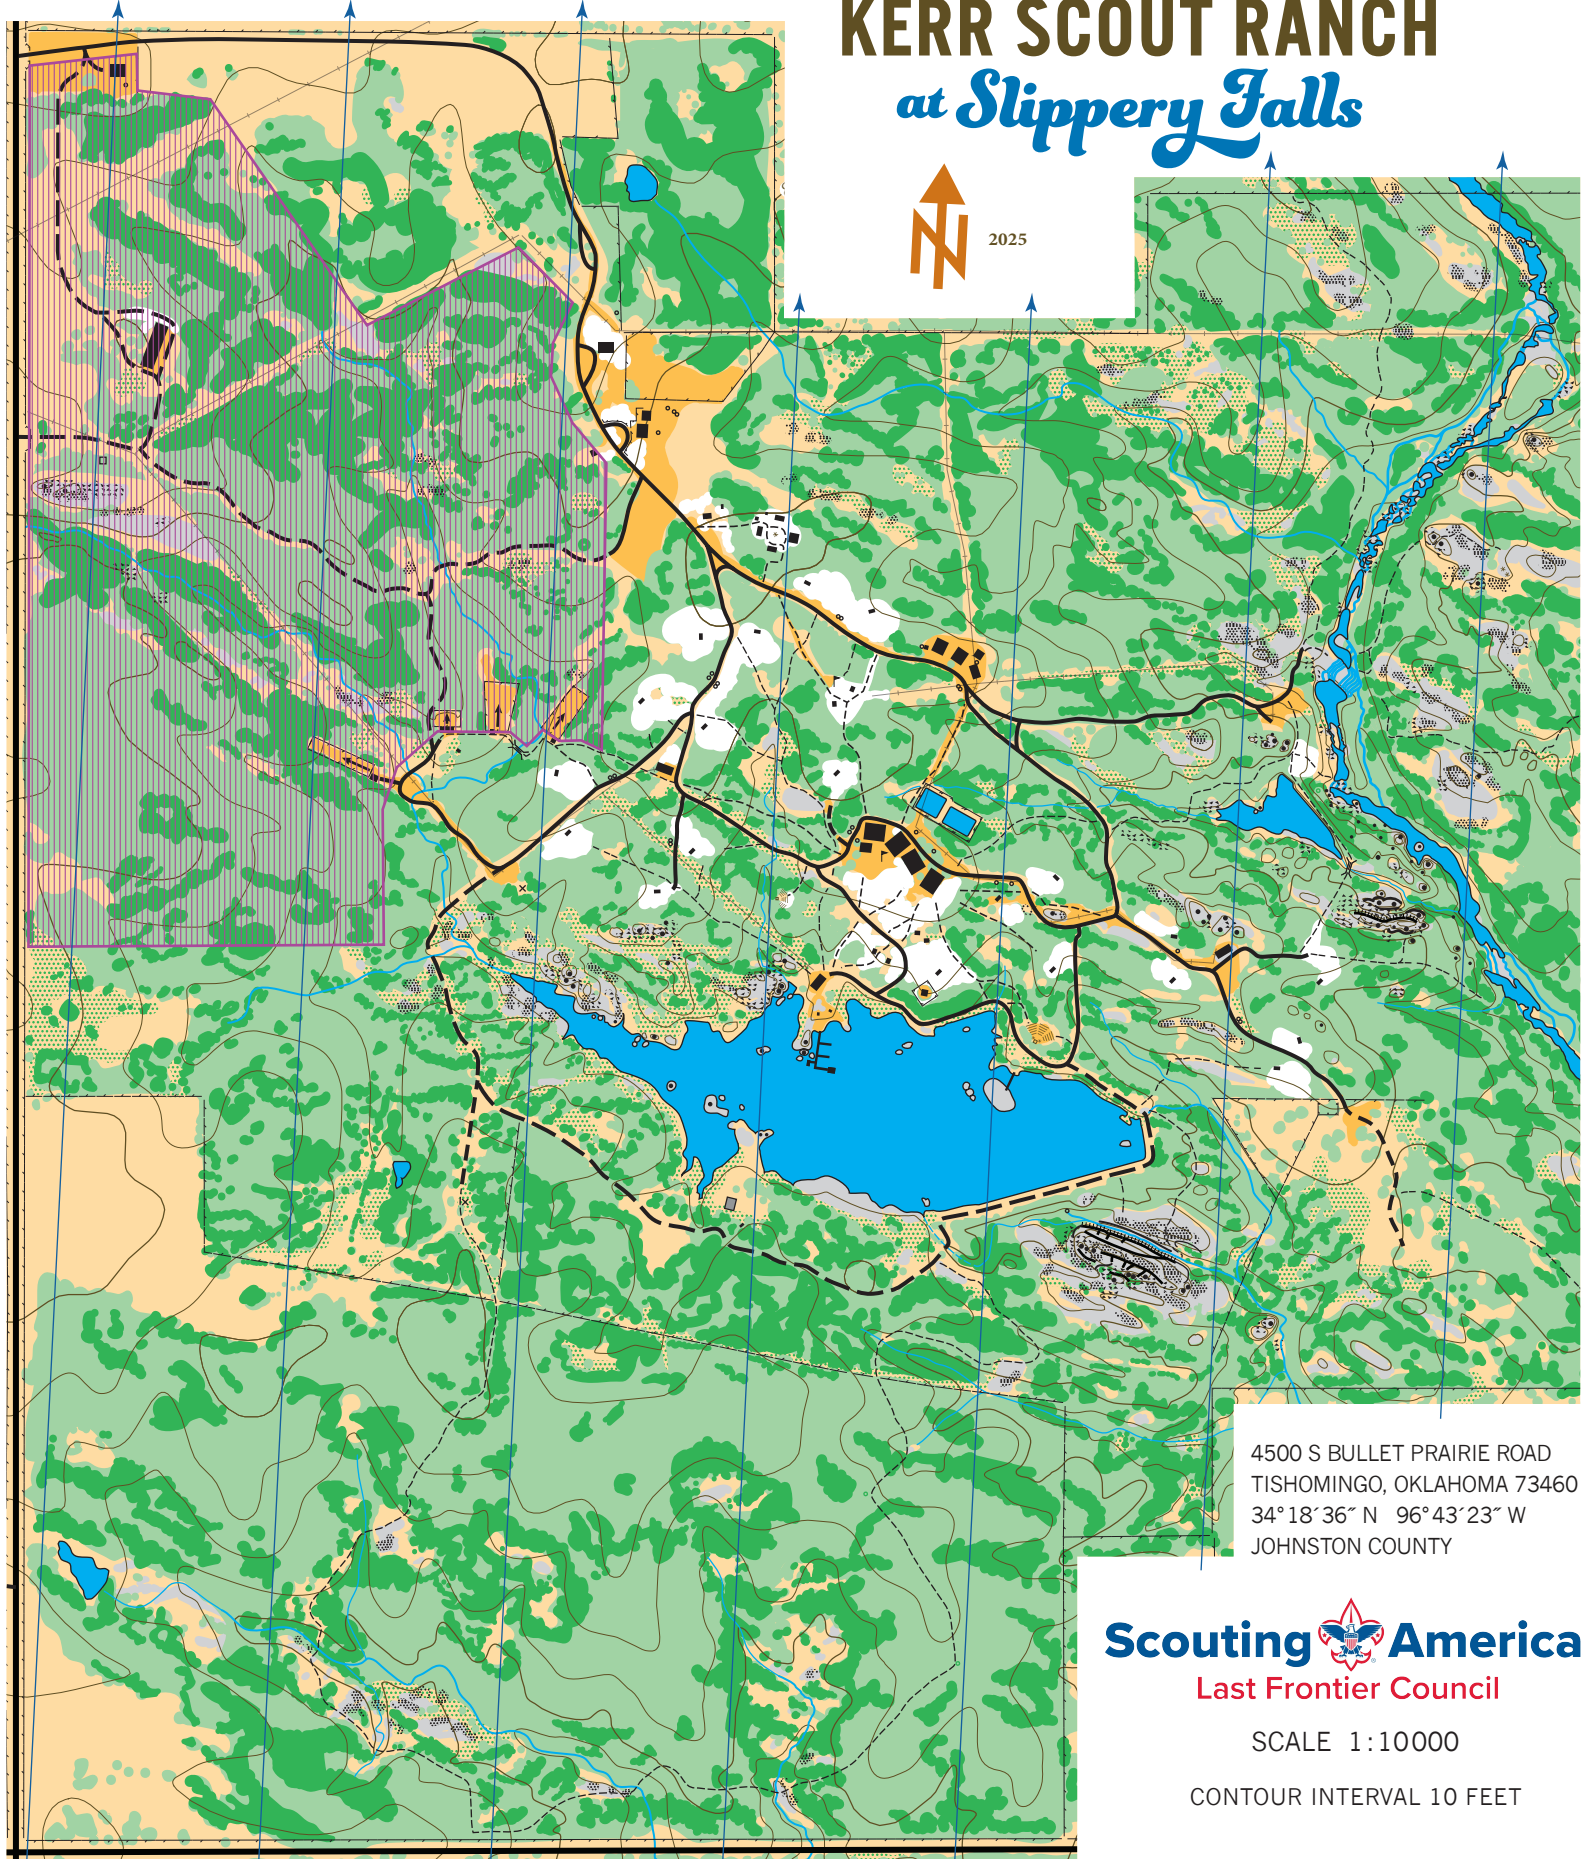 KERR SCOUT RANCH
at Slippery Falls
N
2025
4500 S BULLET PRAIRIE ROAD
TISHOMINGO, OKLAHOMA 73460
34°18´36˝ N 96°43´23˝ W
JOHNSTON COUNTY
Scouting America
Last Frontier Council
SCALE 1:10000
CONTOUR INTERVAL 10 FEET